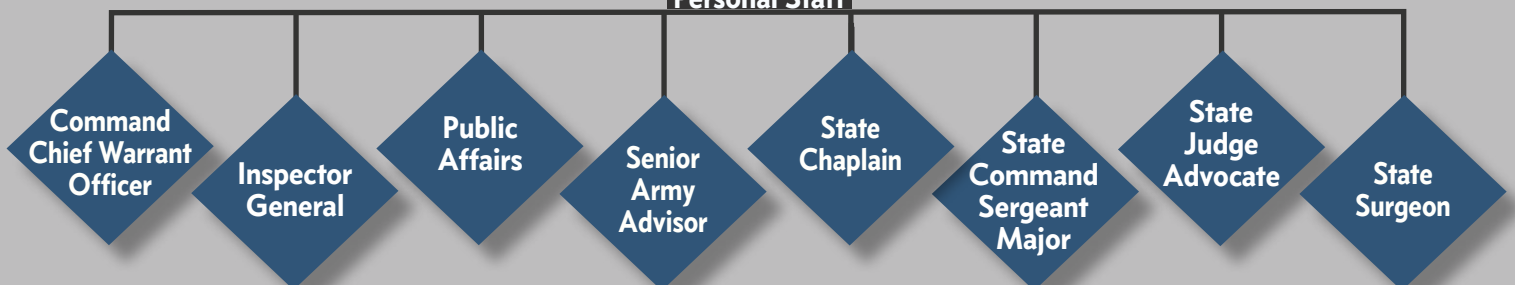 Personal Staff
Command
Chief Warrant
Officer
Inspector
General
Public
Affairs
Senior
Army
Advisor
State
Chaplain
State
Command
Sergeant
Major
State
Judge
Advocate
State
Surgeon